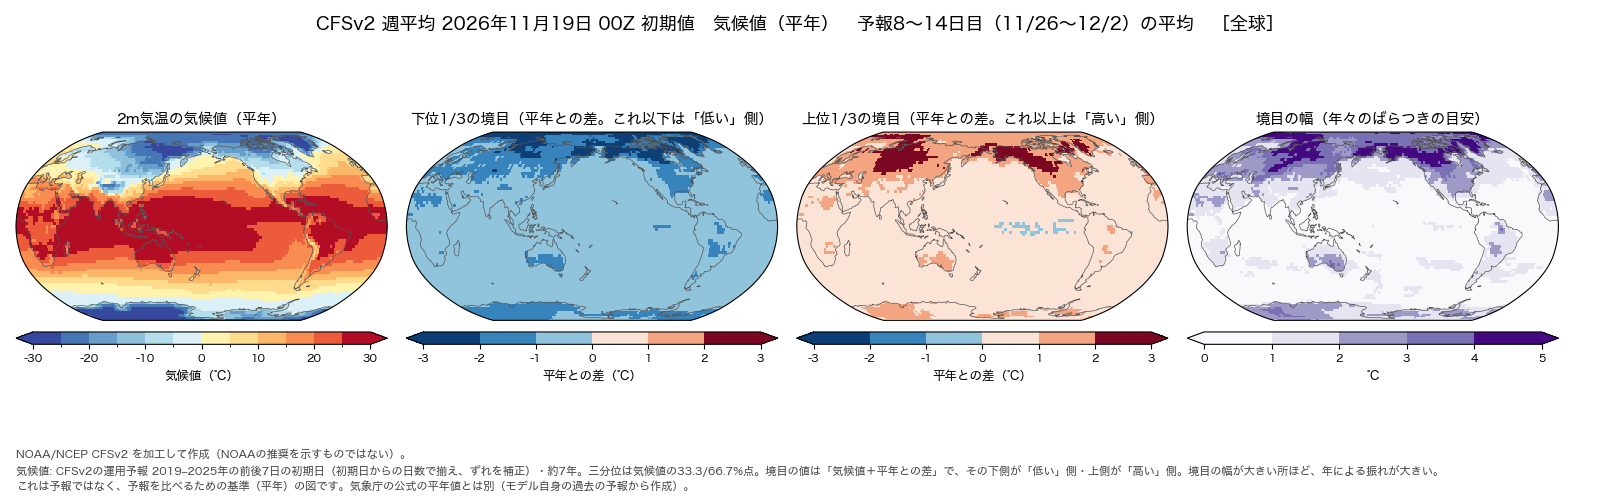 CFSv2 週平均 2026年11月19日 00Z 初期値　気候値（平年）　予報8～14日目（11/26～12/2）の平均　［全球］
2m気温の気候値（平年）
下位1/3の境目（平年との差。これ以下は「低い」側）
上位1/3の境目（平年との差。これ以上は「高い」側）
境目の幅（年々のばらつきの目安）
-30 -20 -10 0 10 20 30
-3 -2 -1 0 1 2 3
-3 -2 -1 0 1 2 3
0 1 2 3 4 5
気候値（℃）
平年との差（℃）
平年との差（℃）
℃
NOAA/NCEP CFSv2 を加工して作成（NOAAの推奨を示すものではない）。
気候値: CFSv2の運用予報 2019–2025年の前後7日の初期日（初期日からの日数で揃え、ずれを補正）・約7年。三分位は気候値の33.3/66.7%点。境目の値は「気候値＋平年との差」で、その下側が「低い」側・上側が「高い」側。境目の幅が大きい所ほど、年による振れが大きい。
これは予報ではなく、予報を比べるための基準（平年）の図です。気象庁の公式の平年値とは別（モデル自身の過去の予報から作成）。